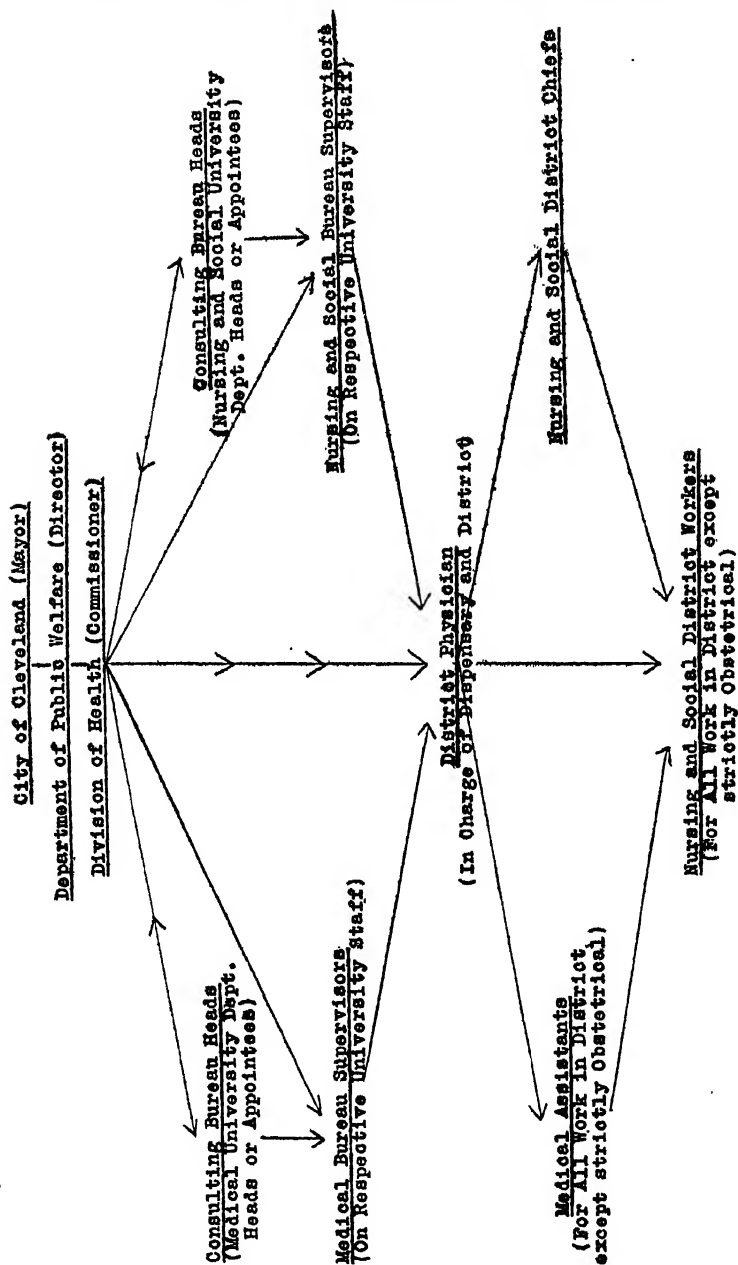 City of Cleveland (Mayor)
Department of Public Welfare (Director)
Division of Health (Commissioner)
Consulting Bureau Heads
(Medical University Dept.
Heads or Appointees)
Consulting Bureau Heads
(Nursing and Social University
Dept. Heads or Appointees)
Medical Bureau Supervisors
(On Respective University Staff)
Nursing and Social Bureau Supervisors
(On Respective University Staff)
District Physician
(In Charge of Dispensary and District)
Medical Assistants
(For All Work in District
except strictly Obstetrical)
Nursing and Social District Chiefs
Nursing and Social District Workers
(For All Work in District except
strictly Obstetrical)